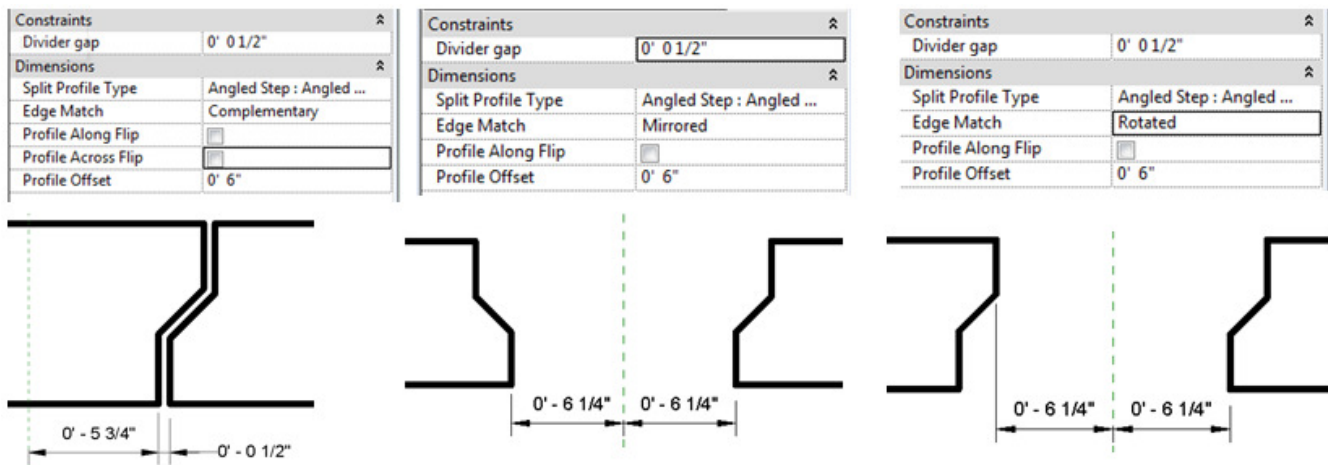 Constraints
Divider gap 0' 0 1/2"
Dimensions
Split Profile Type Angled Step : Angled ...
Edge Match Complementary
Profile Along Flip
Profile Across Flip
Profile Offset 0' 6"
0' - 5 3/4"
0' - 0 1/2"
Constraints
Divider gap 0' 0 1/2"
Dimensions
Split Profile Type Angled Step : Angled ...
Edge Match Mirrored
Profile Along Flip
Profile Offset 0' 6"
0' - 6 1/4" 0' - 6 1/4"
Constraints
Divider gap 0' 0 1/2"
Dimensions
Split Profile Type Angled Step : Angled ...
Edge Match Rotated
Profile Along Flip
Profile Offset 0' 6"
0' - 6 1/4" 0' - 6 1/4"